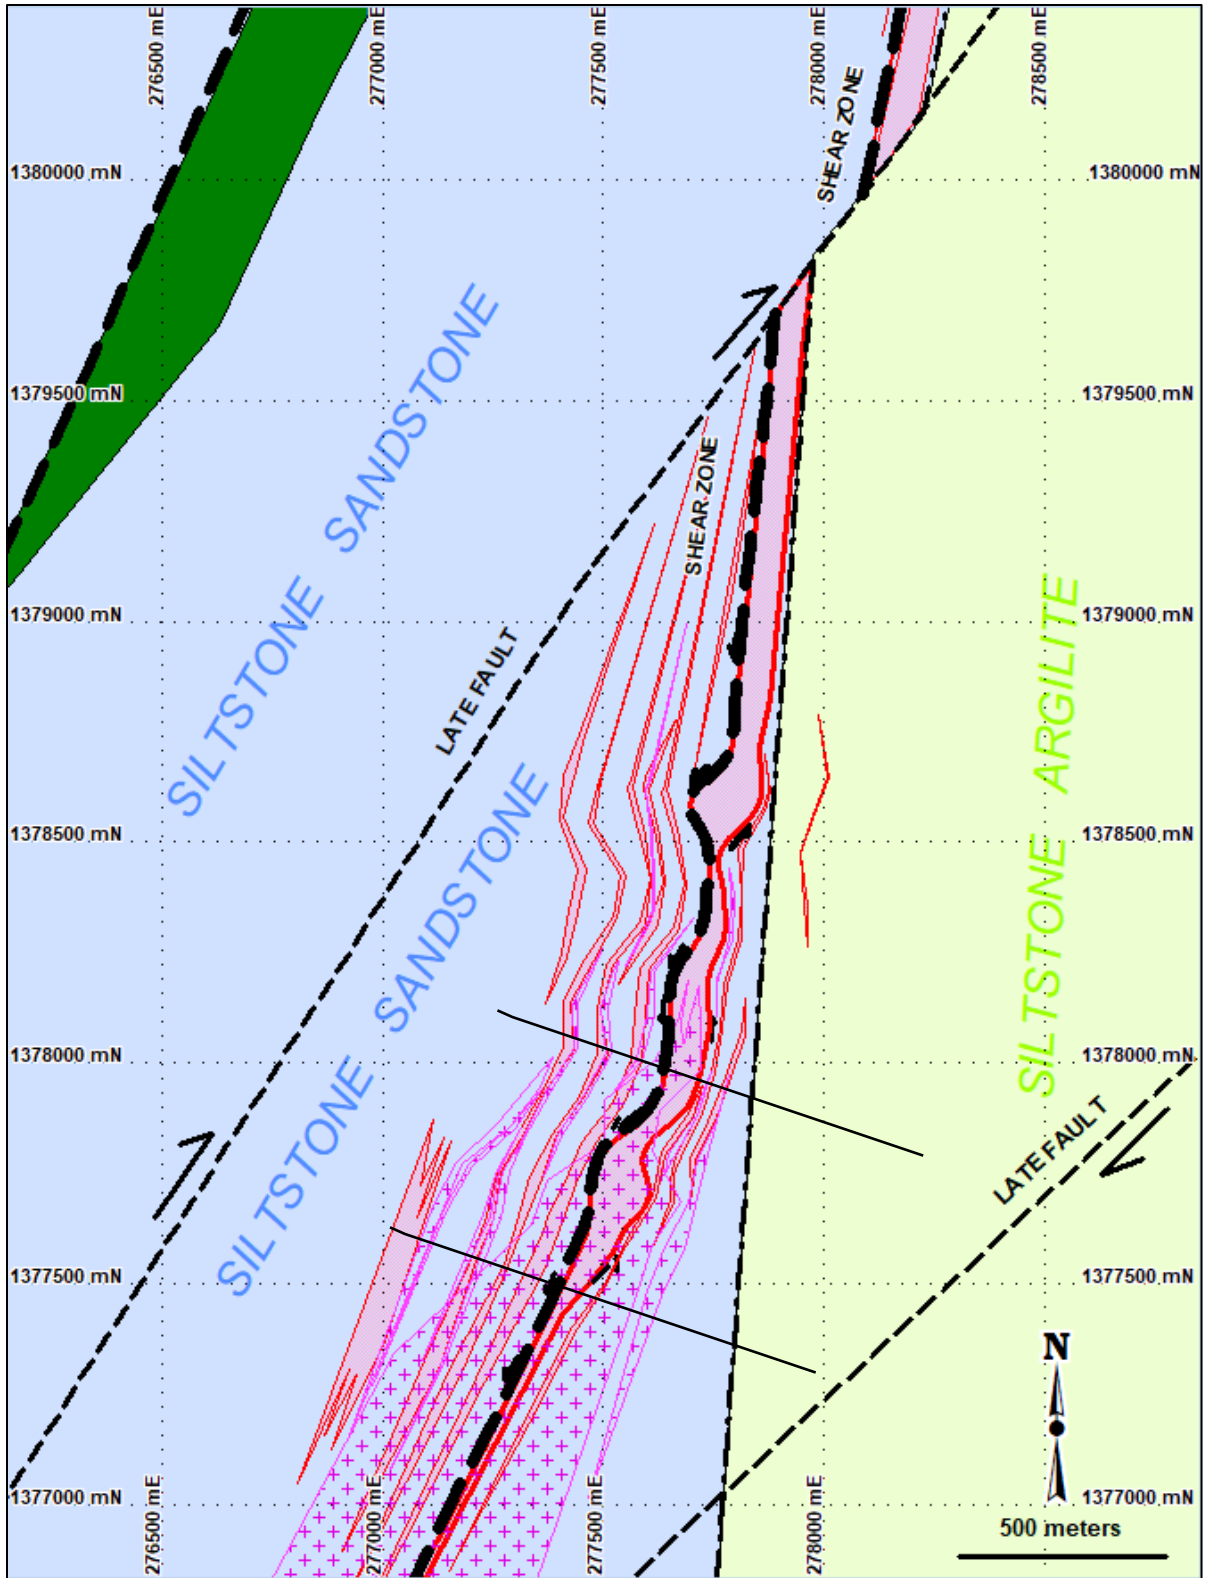 276500 mE
277000 mE
277500 mE
278000 mE
278500 mE
SHEAR ZONE
1380000 mN
1380000 mN
SILTSTONE SANDSTONE
1379500 mN
1379500 mN
SHEAR ZONE
1379000 mN
1379000 mN
LATE FAULT
SILTSTONE ARGILITE
SILTSTONE SANDSTONE
1378500 mN
1378500 mN
1378000 mN
1378000 mN
LATE FAULT
1377500 mN
1377500 mN
N
1377000 mN
1377000 mN
276500 mE
277000 mE
277500 mE
278000 mE
500 meters